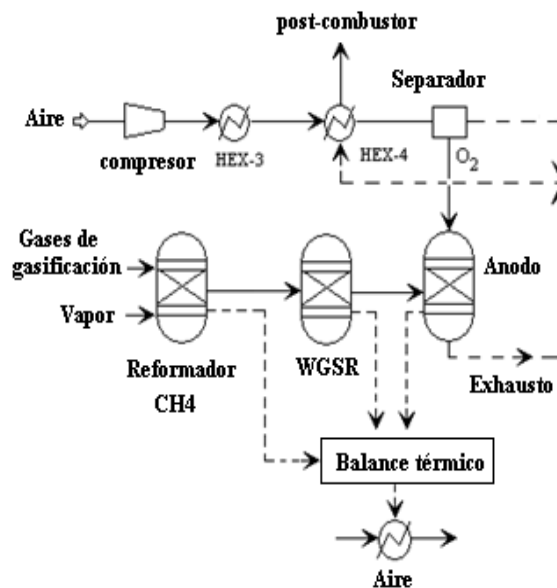 post-combustor
Separador
Aire
compresor
HEX-3
HEX-4
O2
Gases de
gasificación
Vapor
Anodo
Reformador
CH4
WGSR
Exhausto
Balance térmico
Aire